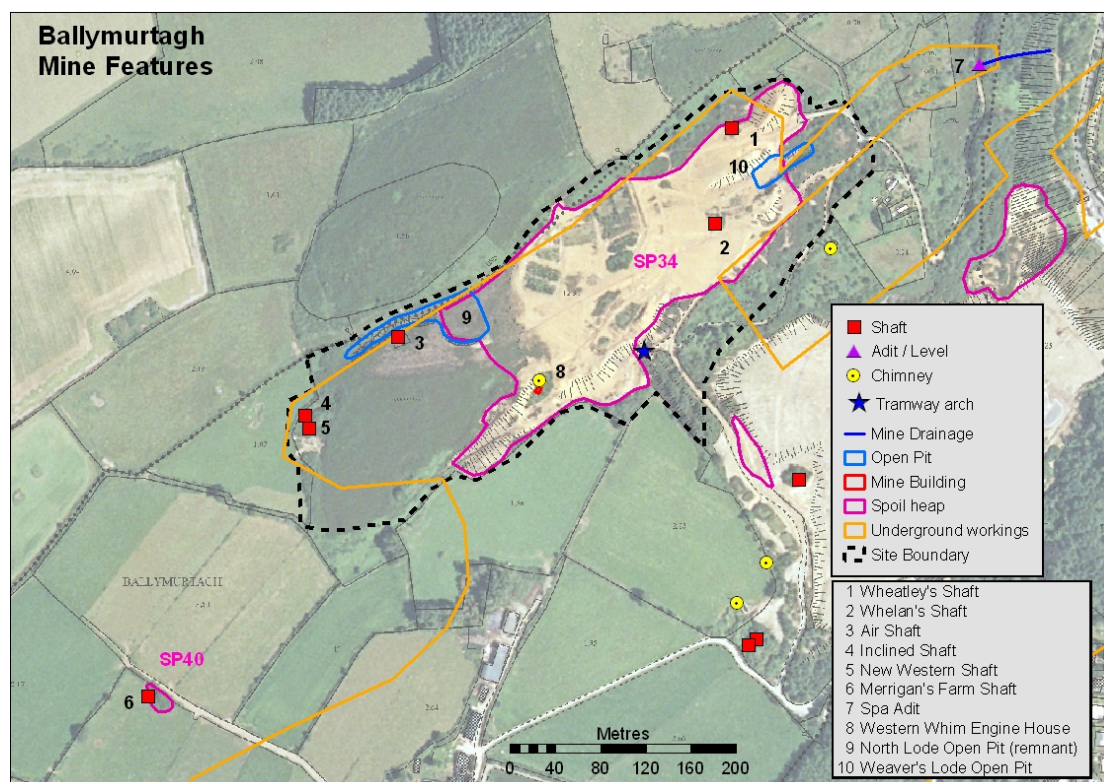 Ballymurtagh
Mine Features
7
1
10
2
SP34
9
3
8
4
5
BALLYMURTAGH
SP40
6
Shaft
Adit / Level
Chimney
Tramway arch
Mine Drainage
Open Pit
Mine Building
Spoil heap
Underground workings
Site Boundary
1 Wheatley's Shaft
2 Whelan's Shaft
3 Air Shaft
4 Inclined Shaft
5 New Western Shaft
6 Merrigan's Farm Shaft
7 Spa Adit
8 Western Whim Engine House
9 North Lode Open Pit (remnant)
10 Weaver's Lode Open Pit
Metres
0 40 80 120 160 200